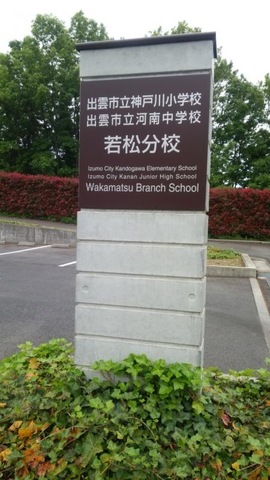 出雲市立神戸川小学校
出雲市立河南中学校
若松分校
Izumo City Kandogawa Elementary School
Izumo City Kanan Junior High School
Wakamatsu Branch School